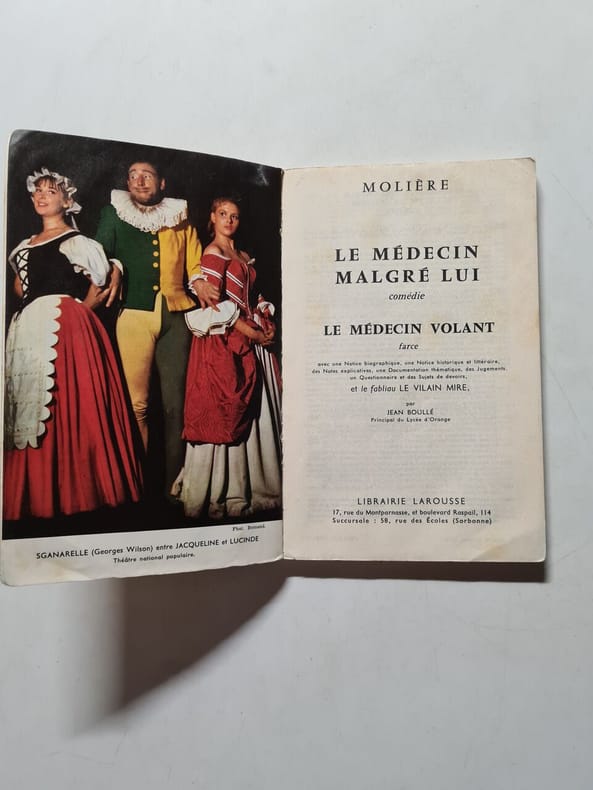 Phot. Bernand.
SGANARELLE (Georges Wilson) entre JACQUELINE et LUCINDE
Théâtre national populaire.
MOLIÈRE
LE MÉDECIN
MALGRÉ LUI
comédie
LE MÉDECIN VOLANT
farce
avec une Notice biographique, une Notice historique et littéraire,
des Notes explicatives, une Documentation thématique, des Jugements
un Questionnaire et des Sujets de devoirs,
et le fabliau LE VILAIN MIRE,
par
JEAN BOULLÉ
Principal du Lycée d'Orange
LIBRAIRIE LAROUSSE
17, rue du Montparnasse, et boulevard Raspail, 114
Succursale : 58, rue des Écoles (Sorbonne)